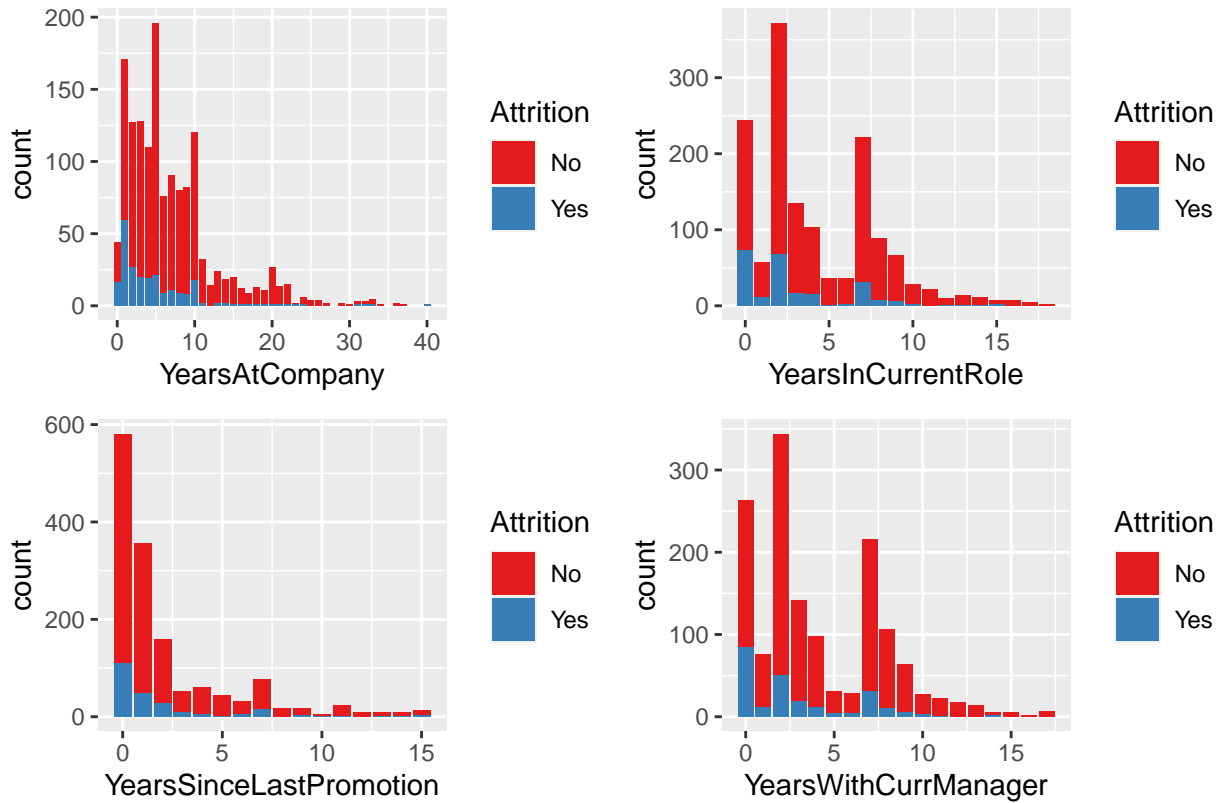 200
150
100
50
0
count
0 10 20 30 40
YearsAtCompany
Attrition
No
Yes
300
200
100
0
count
0 5 10 15
YearsInCurrentRole
Attrition
No
Yes
600
400
200
0
count
0 5 10 15
YearsSinceLastPromotion
Attrition
No
Yes
300
200
100
0
count
0 5 10 15
YearsWithCurrManager
Attrition
No
Yes